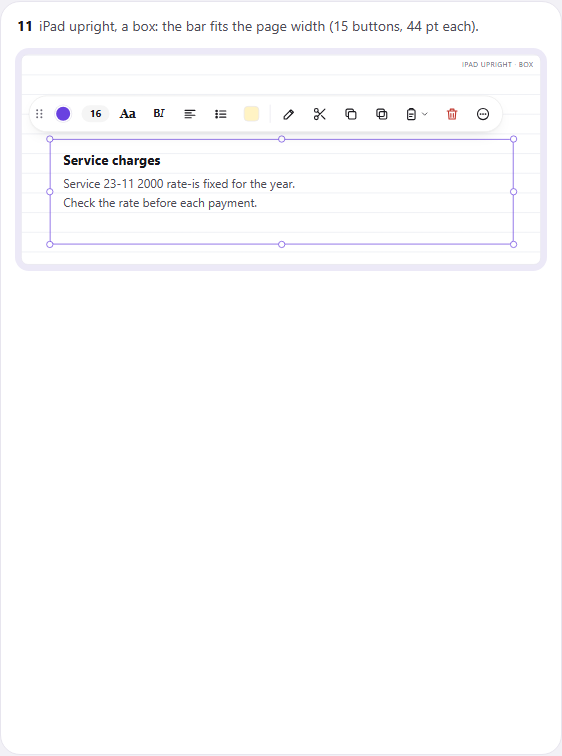 11 iPad upright, a box: the bar fits the page width (15 buttons, 44 pt each).
IPAD UPRIGHT · BOX
16 Aa BI
Service charges
Service 23-11 2000 rate-is fixed for the year.
Check the rate before each payment.